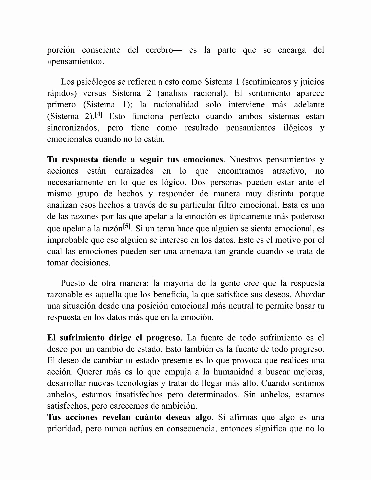 porción consciente del cerebro— es la parte que se encarga del
«pensamiento».
Los psicólogos se refieren a esto como Sistema 1 (sentimientos y juicios
rápidos) versus Sistema 2 (análisis racional). El sentimiento aparece
primero (Sistema 1); la racionalidad solo interviene más adelante
(Sistema 2).[4] Esto funciona perfecto cuando ambos sistemas están
sincronizados, pero tiene como resultado pensamientos ilógicos y
emocionales cuando no lo están.
Tu respuesta tiende a seguir tus emociones. Nuestros pensamientos y
acciones están enraizados en lo que encontramos atractivo, no
necesariamente en lo que es lógico. Dos personas pueden estar ante el
mismo grupo de hechos y responder de manera muy distinta porque
analizan esos hechos a través de su particular filtro emocional. Esta es una
de las razones por las que apelar a la emoción es típicamente más poderoso
que apelar a la razón[5]. Si un tema hace que alguien se sienta emocional, es
improbable que ese alguien se interese en los datos. Este es el motivo por el
cual las emociones pueden ser una amenaza tan grande cuando se trata de
tomar decisiones.
Puesto de otra manera: la mayoría de la gente cree que la respuesta
razonable es aquella que los beneficia, la que satisface sus deseos. Abordar
una situación desde una posición emocional más neutral te permite basar tu
respuesta en los datos más que en la emoción.
El sufrimiento dirige el progreso. La fuente de todo sufrimiento es el
deseo por un cambio de estado. Esto también es la fuente de todo progreso.
El deseo de cambiar tu estado presente es lo que provoca que realices una
acción. Querer más es lo que empuja a la humanidad a buscar mejoras,
desarrollar nuevas tecnologías y tratar de llegar más alto. Cuando sentimos
anhelos, estamos insatisfechos pero determinados. Sin anhelos, estamos
satisfechos, pero carecemos de ambición.
Tus acciones revelan cuánto deseas algo. Si afirmas que algo es una
prioridad, pero nunca actúas en consecuencia, entonces significa que no lo